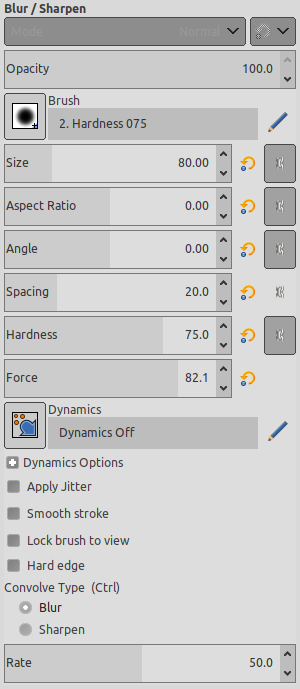 Blur / Sharpen
Mode Normal
Opacity 100.0
Brush
2. Hardness 075
Size 80.00
Aspect Ratio 0.00
Angle 0.00
Spacing 20.0
Hardness 75.0
Force 82.1
Dynamics
Dynamics Off
Dynamics Options
Apply Jitter
Smooth stroke
Lock brush to view
Hard edge
Convolve Type (Ctrl)
Blur
Sharpen
Rate 50.0